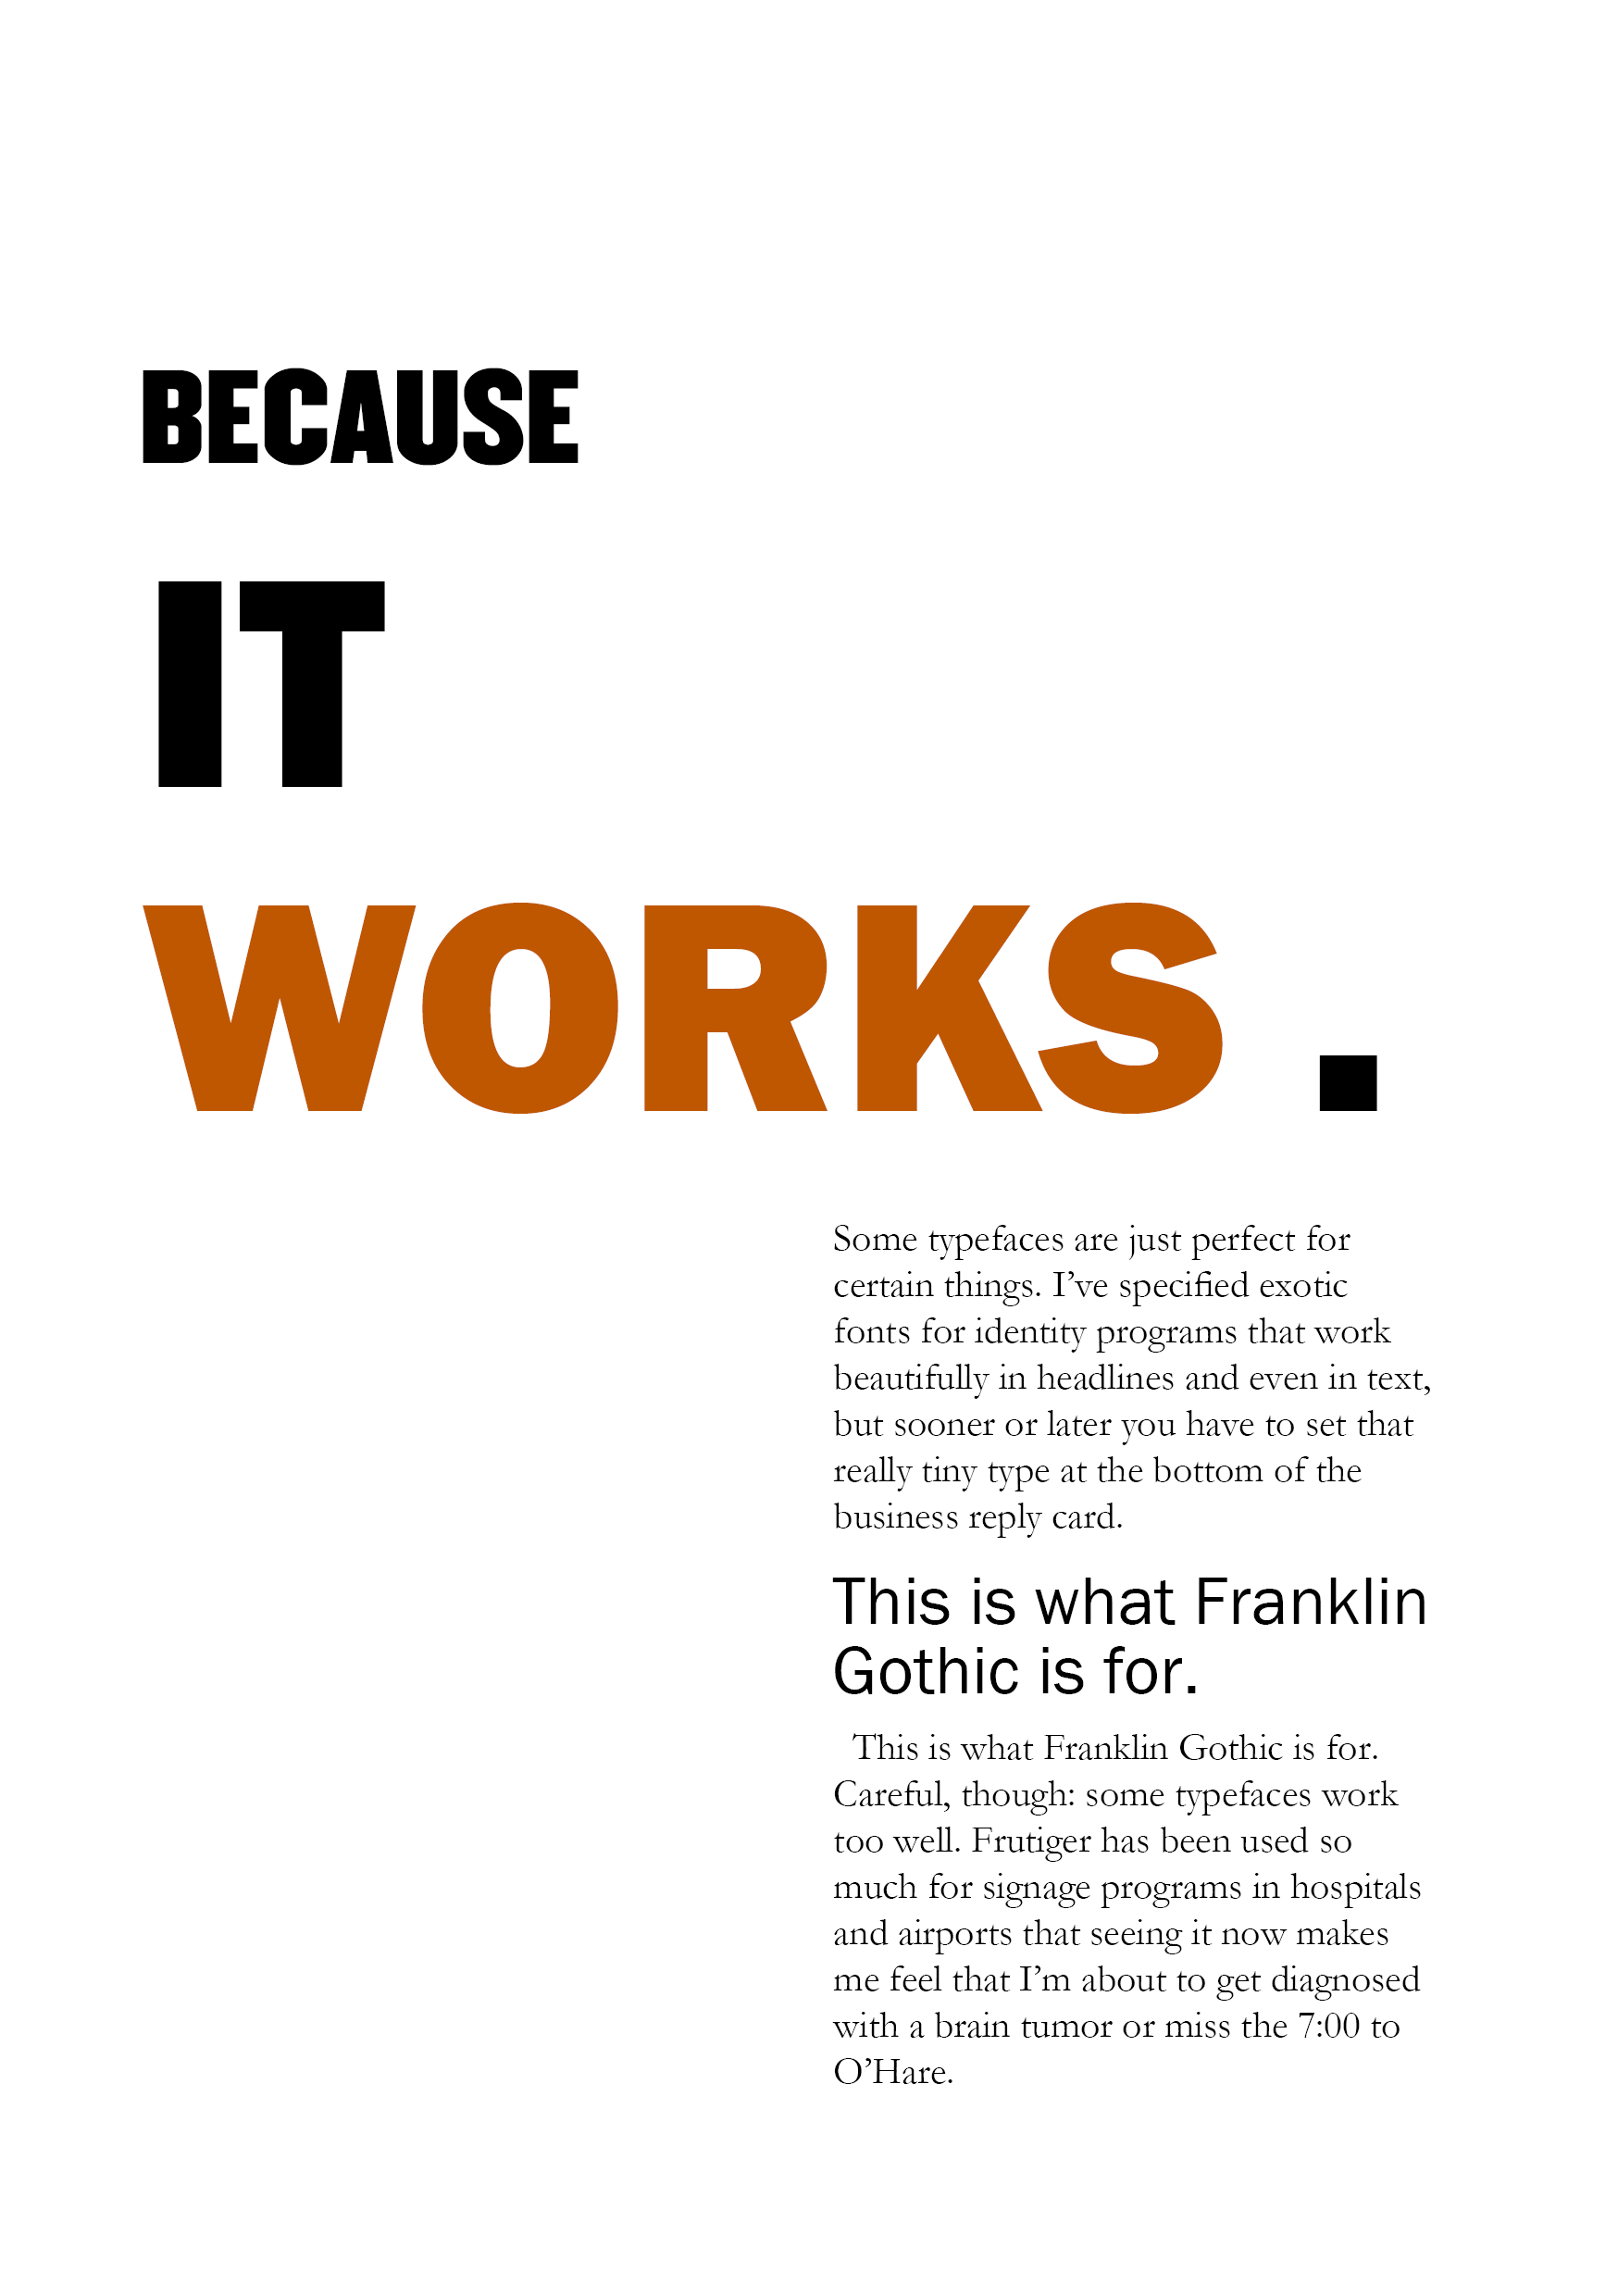 BECAUSE
IT
WORKS .
Some typefaces are just perfect for
certain things. I’ve specified exotic
fonts for identity programs that work
beautifully in headlines and even in text,
but sooner or later you have to set that
really tiny type at the bottom of the
business reply card.
This is what Franklin
Gothic is for.
This is what Franklin Gothic is for.
Careful, though: some typefaces work
too well. Frutiger has been used so
much for signage programs in hospitals
and airports that seeing it now makes
me feel that I’m about to get diagnosed
with a brain tumor or miss the 7:00 to
O’Hare.